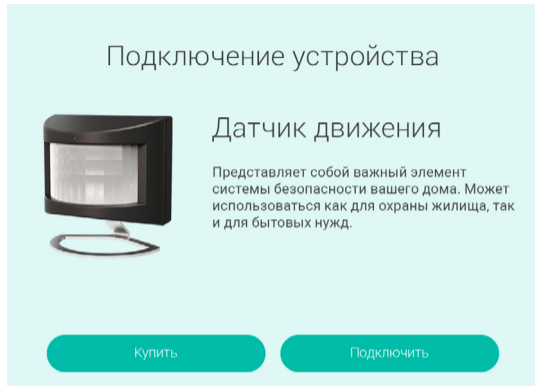 Подключение устройства
Датчик движения
Представляет собой важный элемент
системы безопасности вашего дома. Может
использоваться как для охраны жилища, так
и для бытовых нужд.
Купить
Подключить